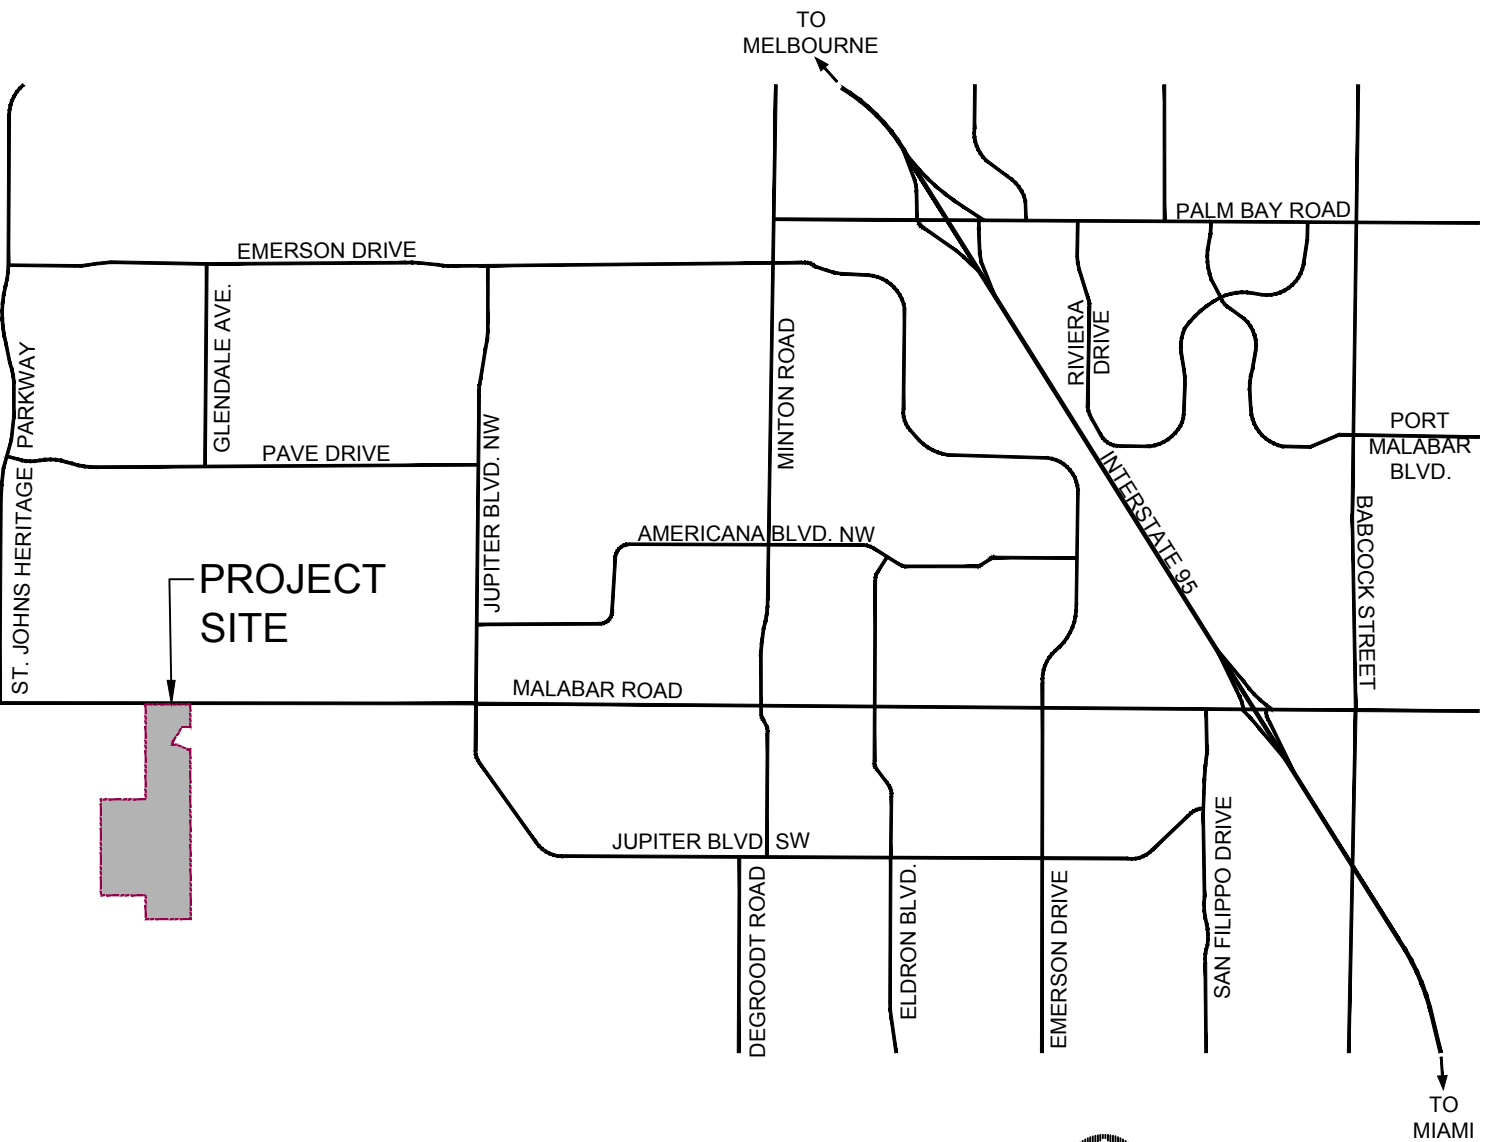 TO
MELBOURNE
PALM BAY ROAD
EMERSON DRIVE
GLENDALE AVE.
ST. JOHNS HERITAGE PARKWAY
PAVE DRIVE
JUPITER BLVD. NW
MINTON ROAD
RIVIERA
DRIVE
PORT
MALABAR
BLVD.
INTERSTATE 95
BABCOCK STREET
AMERICANA BLVD. NW
PROJECT
SITE
MALABAR ROAD
JUPITER BLVD SW
DEGROODT ROAD
ELDRON BLVD.
EMERSON DRIVE
SAN FILIPPO DRIVE
TO
MIAMI